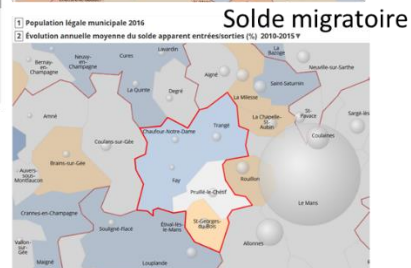 Solde migratoire
1 Population légale municipale 2016
2 Évolution annuelle moyenne du solde apparent entrées/sorties (%) 2010-2015
Lavardin
La Bazoge
Bernay-en-Champagne
Neuvy-en-Champagne
Cures
Aigné
Neuville-sur-Sarthe
La Quinte
Degré
La Milesse
Saint-Saturnin
Amné
Trangé
La Chapelle-St-Aubin
St-Pavace
Sargé-lès
Chaufour-Notre-Dame
Coulaines
Coulans-sur-Gée
Brains-sur-Gée
Auvers-sous-Montfaucon
Fay
Rouillon
Pruillé-le-Chétif
Le Mans
Crannes-en-Champagne
Souligné-Flacé
Étival-lès-le-Mans
St-Georges-du-Bois
Allonnes
Vallon-sur-Gée
Maigné
Louplande